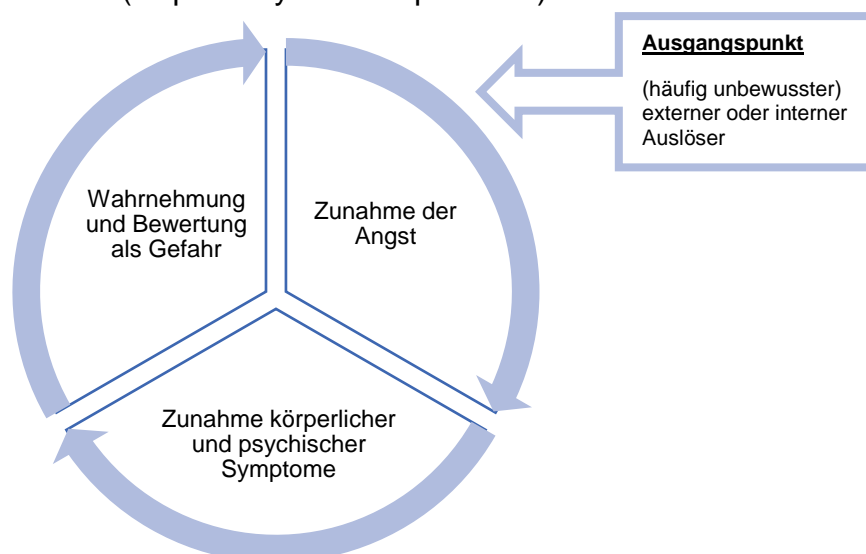 Ausgangspunkt
(häufig unbewusster)
externer oder interner
Auslöser
Wahrnehmung
und Bewertung
als Gefahr
Zunahme der
Angst
Zunahme körperlicher
und psychischer
Symptome